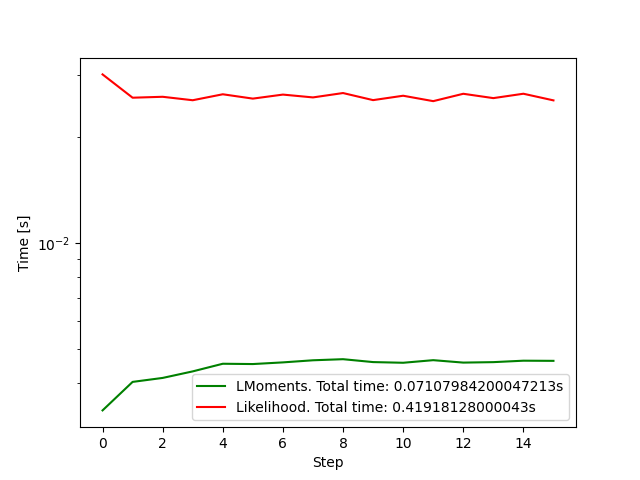 Time [s]
10⁻²
0 2 4 6 8 10 12 14
Step
LMoments. Total time: 0.07107984200047213s
Likelihood. Total time: 0.41918128000043s